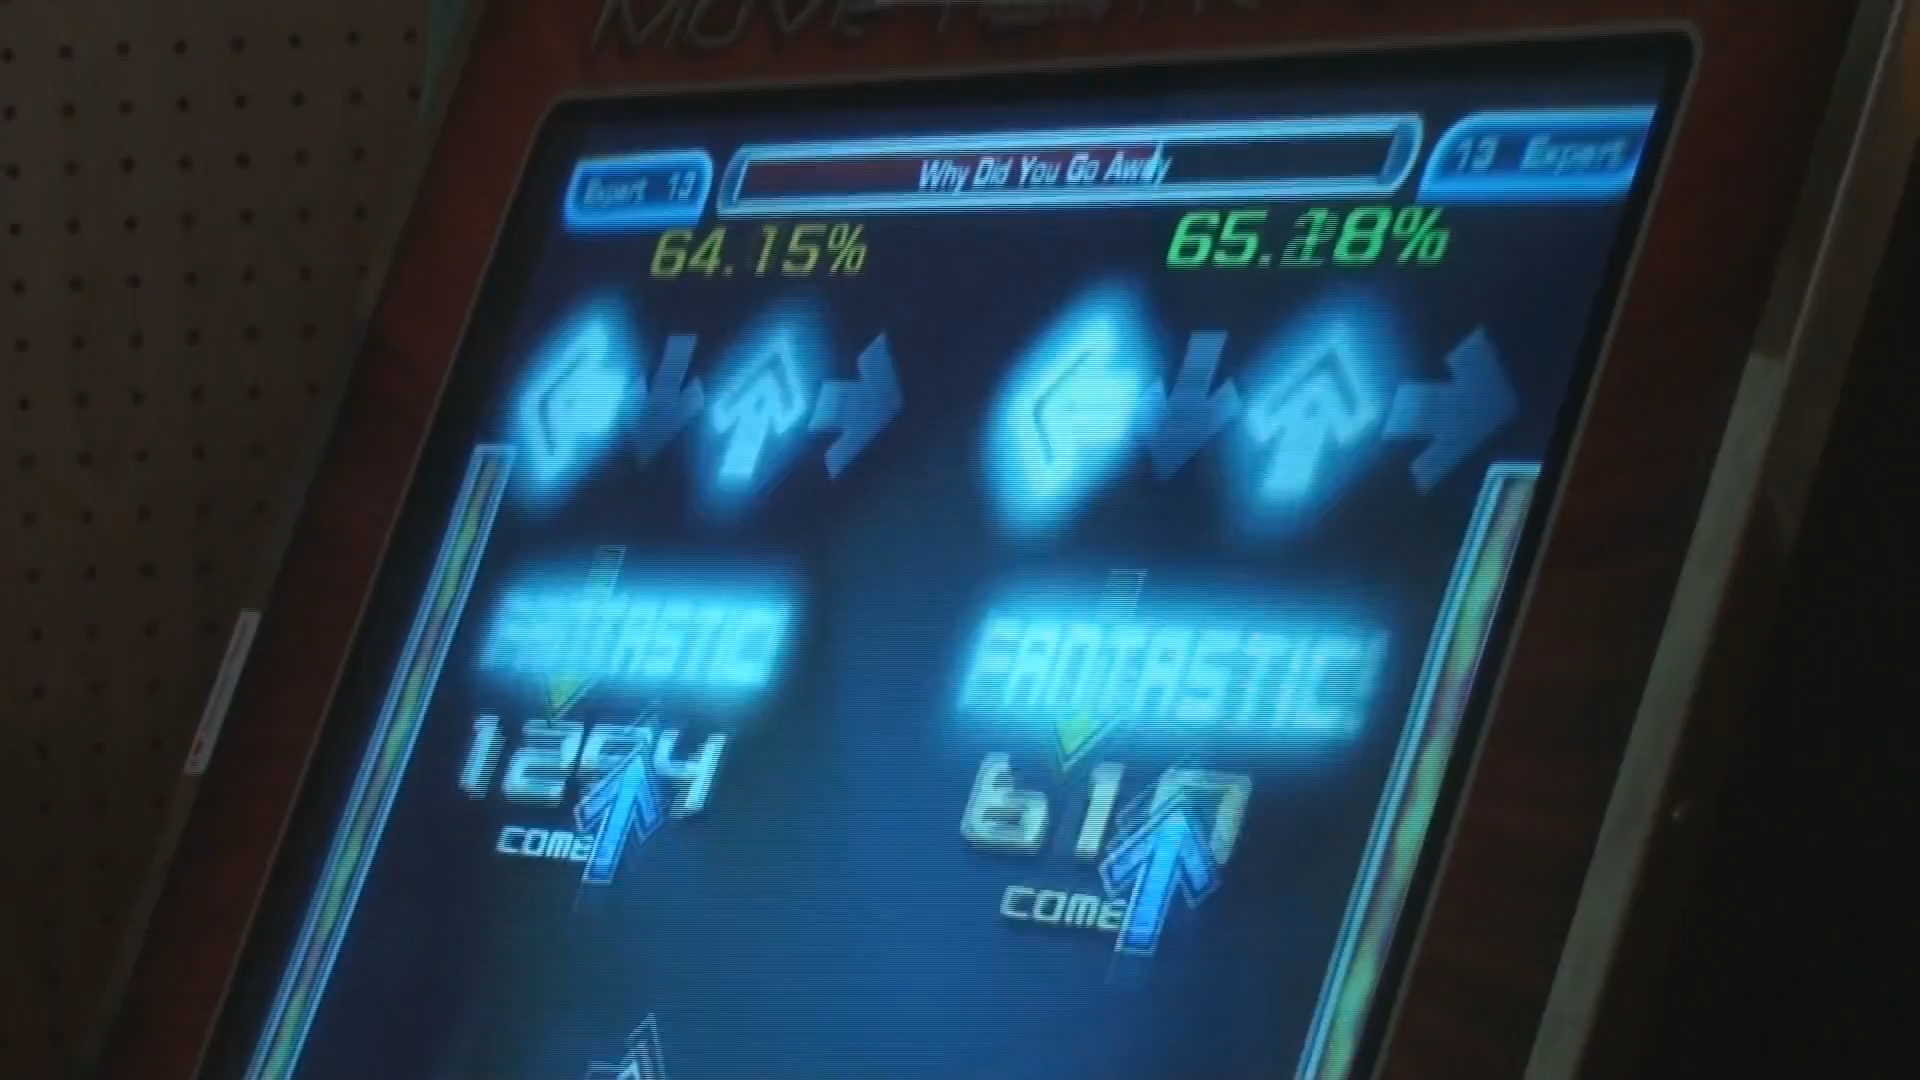 Expert 13
Why Did You Go Away
13 Expert
64.15%
FANTASTIC!
FANTASTIC!
COMB
COMB